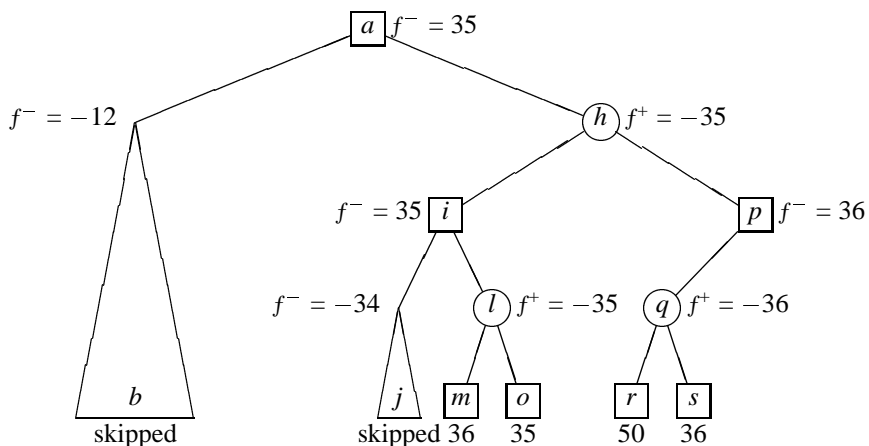 a f⁻ = 35
f⁻ = −12
h f⁺ = −35
f⁻ = 35 i
p f⁻ = 36
f⁻ = −34
l f⁺ = −35
q f⁺ = −36
b
j
m
o
r
s
skipped
skipped
36
35
50
36